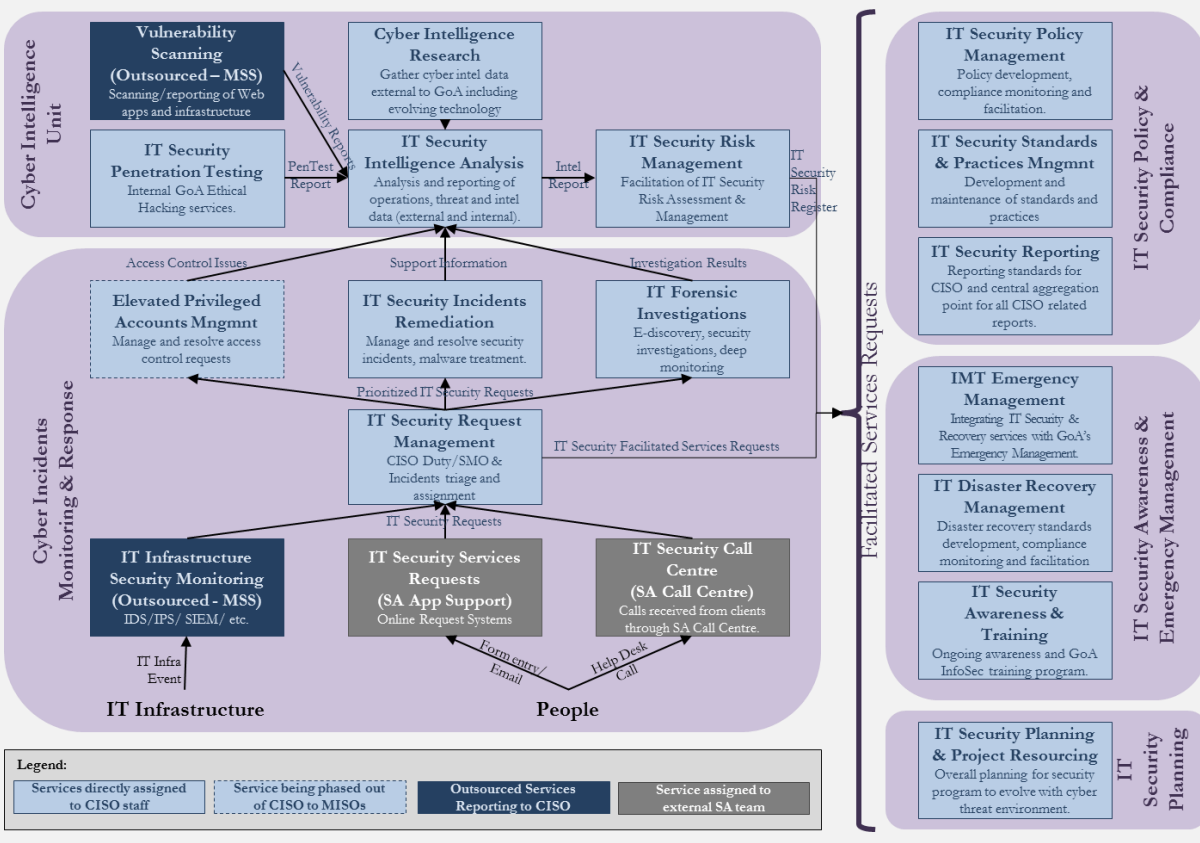 Cyber Intelligence
Unit
Vulnerability
Scanning
(Outsourced – MSS)
Scanning/reporting of Web
apps and infrastructure
Vulnerability Reports
Cyber Intelligence
Research
Gather cyber intel data
external to GoA including
evolving technology
IT Security
Penetration Testing
Internal GoA Ethical
Hacking services.
PenTest
Report
IT Security
Intelligence Analysis
Analysis and reporting of
operations, threat and intel
data (external and internal).
Intel
Report
IT Security Risk
Management
Facilitation of IT Security
Risk Assessment &
Management
IT
Security
Risk
Register
Cyber Incidents
Monitoring & Response
Access Control Issues
Support Information
Investigation Results
Elevated Privileged
Accounts Mngmnt
Manage and resolve access
control requests
IT Security Incidents
Remediation
Manage and resolve security
incidents, malware treatment.
IT Forensic
Investigations
E-discovery, security
investigations, deep
monitoring
Prioritized IT Security Requests
IT Security Request
Management
CISO Duty/SMO &
Incidents triage and
assignment
IT Security Facilitated Services Requests
IT Security Requests
IT Infrastructure
Security Monitoring
(Outsourced - MSS)
IDS/IPS/ SIEM/ etc.
IT Security Services
Requests
(SA App Support)
Online Request Systems
IT Security Call
Centre
(SA Call Centre)
Calls received from clients
through SA Call Centre.
IT Infra
Event
Form entry/
Email
Help Desk
Call
IT Infrastructure
People
Facilitated Services Requests
IT Security Policy
Management
Policy development,
compliance monitoring and
facilitation.
IT Security Standards
& Practices Mngmnt
Development and
maintenance of standards and
practices
IT Security Reporting
Reporting standards for
CISO and central aggregation
point for all CISO related
reports.
IT Security Policy &
Compliance
IMT Emergency
Management
Integrating IT Security &
Recovery services with GoA's
Emergency Management.
IT Disaster Recovery
Management
Disaster recovery standards
development, compliance
monitoring and facilitation
IT Security
Awareness &
Training
Ongoing awareness and GoA
InfoSec training program.
IT Security Awareness &
Emergency Management
IT Security Planning
& Project Resourcing
Overall planning for security
program to evolve with cyber
threat environment.
IT
Security
Planning
Legend:
Services directly assigned
to CISO staff
Service being phased out
of CISO to MISOs
Outsourced Services
Reporting to CISO
Service assigned to
external SA team